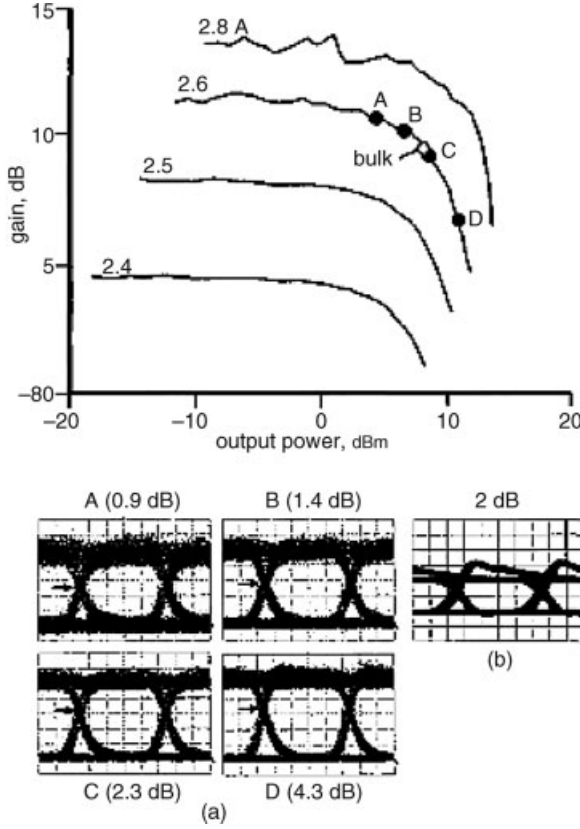 15
2.8 A
2.6
A
B
10
bulk
C
gain, dB
2.5
D
5
2.4
–80
–20
–10
0
10
20
output power, dBm
A (0.9 dB)
B (1.4 dB)
2 dB
(b)
C (2.3 dB)
D (4.3 dB)
(a)